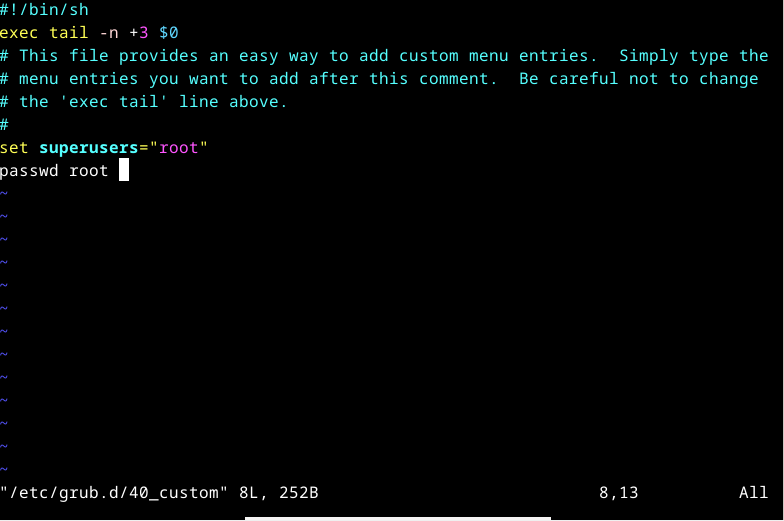 #!/bin/sh
exec tail -n +3 $0
# This file provides an easy way to add custom menu entries.  Simply type the
# menu entries you want to add after this comment.  Be careful not to change
# the 'exec tail' line above.
#
set superusers="root"
passwd root
~
~
~
~
~
~
~
~
~
~
~
~
~
"/etc/grub.d/40_custom" 8L, 252B 8,13 All